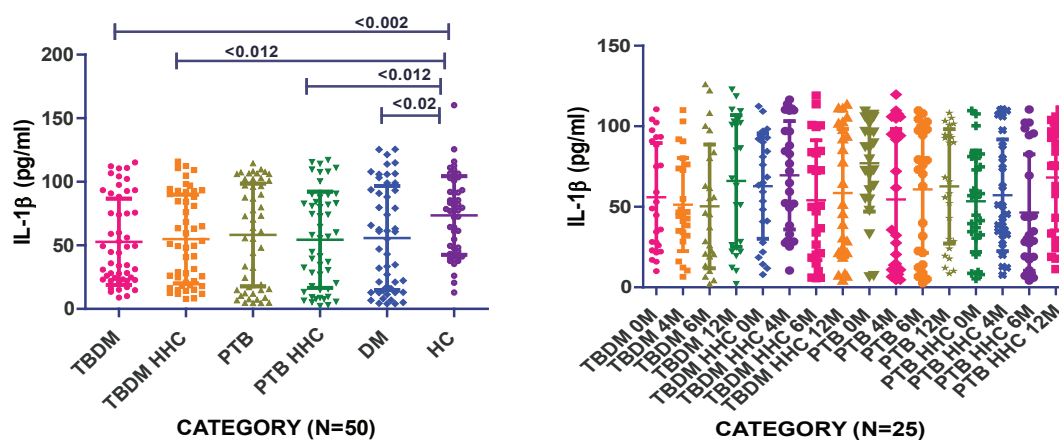 <0.002
<0.012
<0.012
<0.02
IL-1β (pg/ml)
200
150
100
50
0
TBDM
TBDM HHC
PTB
PTB HHC
DM
HC
CATEGORY (N=50)
IL-1β (pg/ml)
150
100
50
0
TBDM 0M
TBDM 4M
TBDM 6M
TBDM 12M
TBDM HHC 0M
TBDM HHC 4M
TBDM HHC 6M
TBDM HHC 12M
PTB 0M
PTB 4M
PTB 6M
PTB 12M
PTB HHC 0M
PTB HHC 4M
PTB HHC 6M
PTB HHC 12M
CATEGORY (N=25)